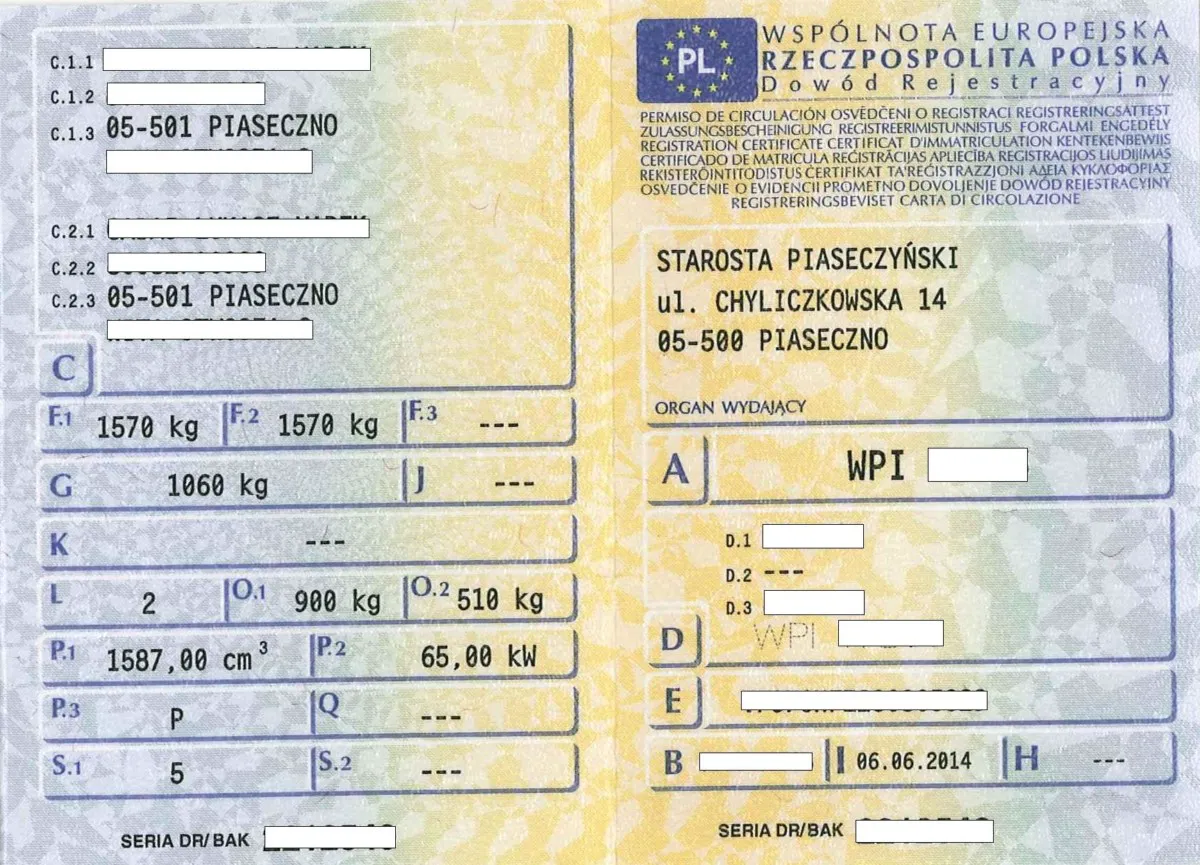 C.1.1
C.1.2
C.1.3 05-501 PIASECZNO
C.2.1
C.2.2
C.2.3 05-501 PIASECZNO
C
F.1 1570 kg F.2 1570 kg F.3 ---
G 1060 kg J ---
K ---
L 2 O.1 900 kg O.2 510 kg
P.1 1587,00 cm³ P.2 65,00 kW
P.3 P Q ---
S.1 5 S.2 ---
SERIA DR/BAK
PL
WSPÓLNOTA EUROPEJSKA
RZECZPOSPOLITA POLSKA
Dowód Rejestracyjny
PERMISO DE CIRCULACIÓN OSVĚDČENI O REGISTRACI REGISTRERINGSATTEST
ZULASSUNGSBESCHEINIGUNG REGISTREERIMISTUNNISTUS FORGALMI ENGEDÉLY
REGISTRATION CERTIFICATE CERTIFICAT D'IMMATRICULATION KENTEKENBEWIJS
CERTIFICADO DE MATRICULA REĢISTRĀCIJAS APLIECĪBA REGISTRACIJOS LIUDIJIMAS
REKISTERÖINTITODISTUS ĊERTIFIKAT TA'REĠISTRAZZJONI ΑΔΕΙΑ ΚΥΚΛΟΦΟΡΙΑΣ
OSVEDČENIE O EVIDENCII PROMETNO DOVOLJENJE DOWÓD REJESTRACYJNY
REGISTRERINGSBEVISET CARTA DI CIRCOLAZIONE
STAROSTA PIASECZYŃSKI
ul. CHYLICZKOWSKA 14
05-500 PIASECZNO
ORGAN WYDAJĄCY
A WPI
D.1
D.2 ---
D.3
WPI
D
E
B I 06.06.2014 H ---
SERIA DR/BAK